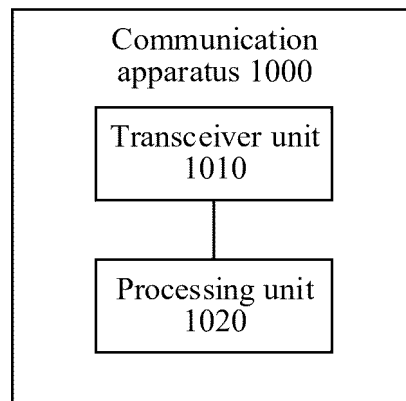 Communication
apparatus 1000
Transceiver unit
1010
Processing unit
1020